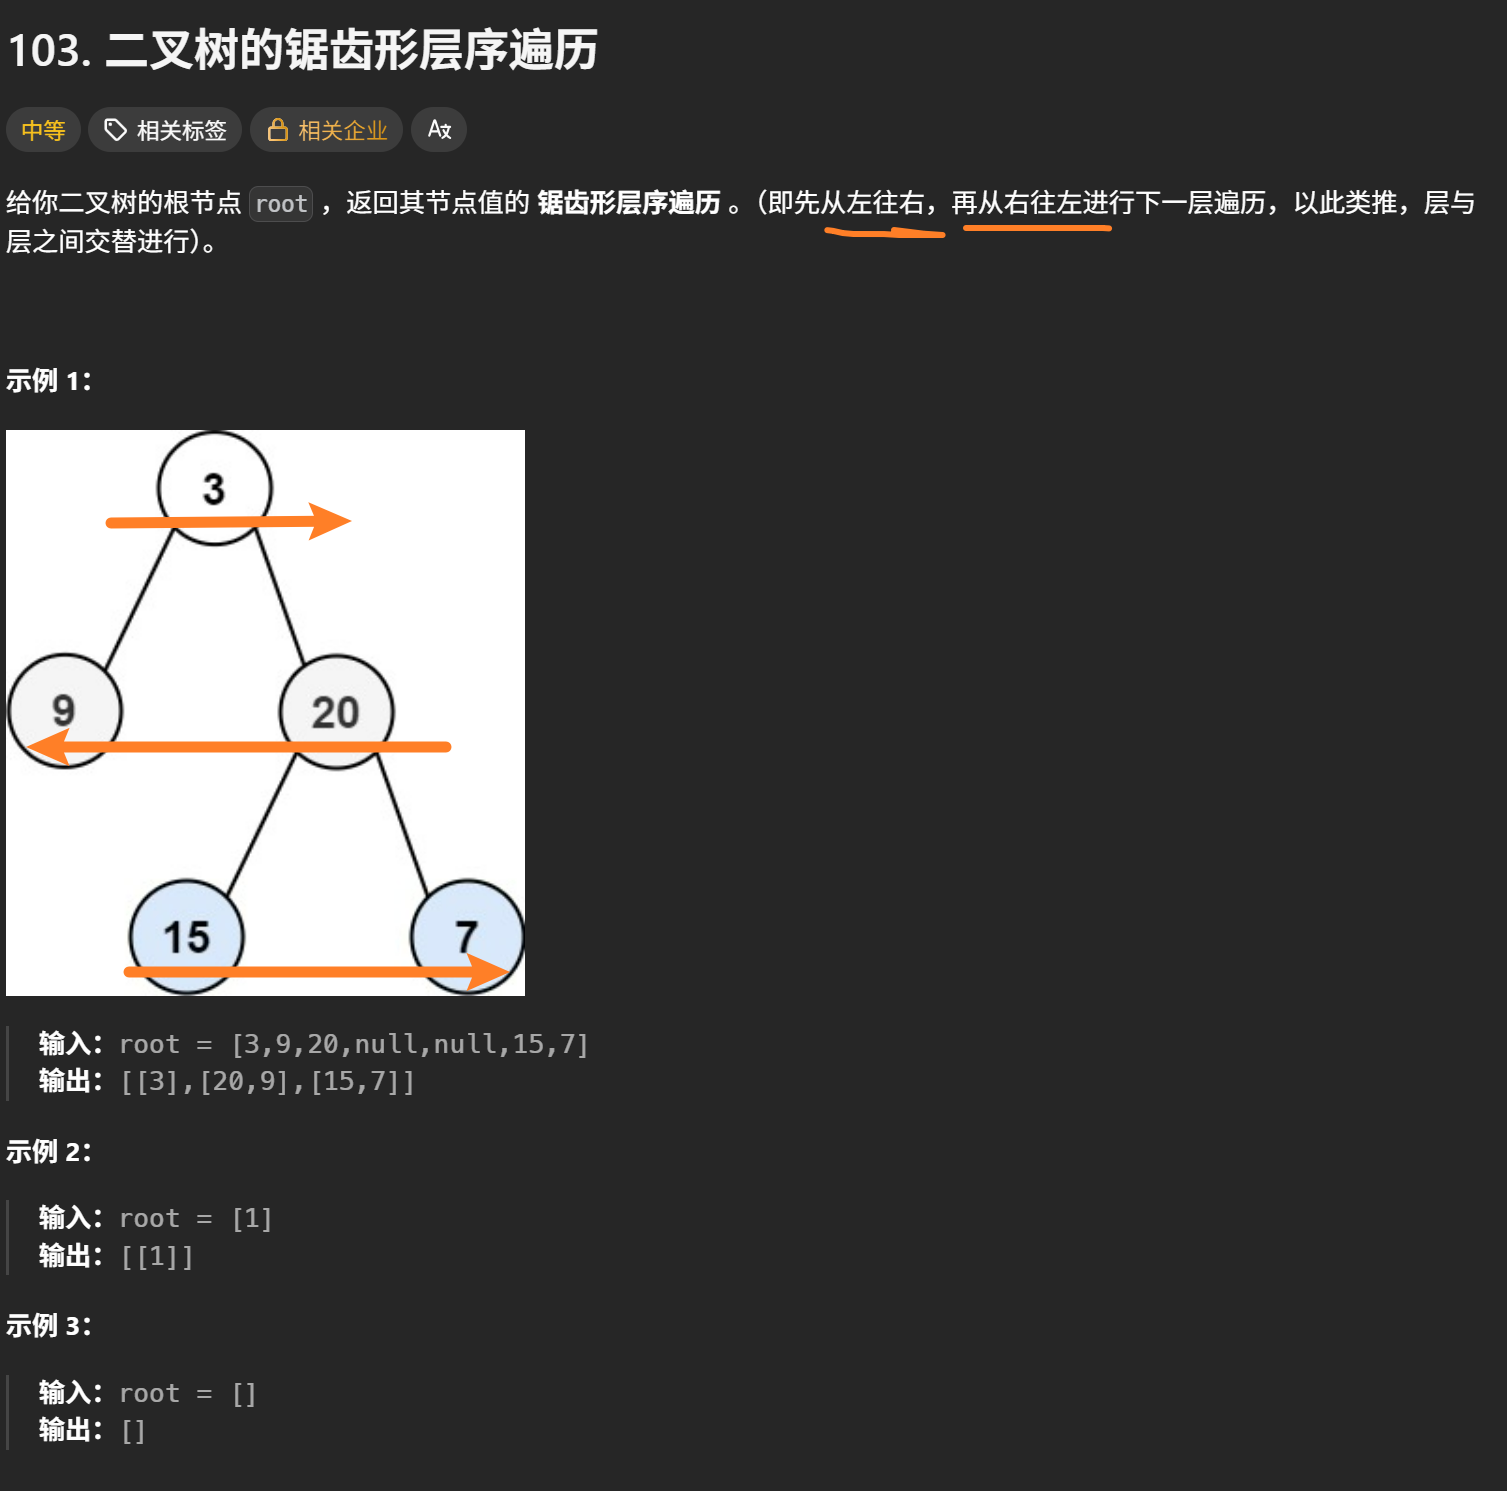 103. 二叉树的锯齿形层序遍历
中等 相关标签 相关企业 A文
给你二叉树的根节点 root ，返回其节点值的 锯齿形层序遍历 。（即先从左往右，再从右往左进行下一层遍历，以此类推，层与
层之间交替进行）。
示例 1：
3
9 20
15 7
输入：root = [3,9,20,null,null,15,7]
输出：[[3],[20,9],[15,7]]
示例 2：
输入：root = [1]
输出：[[1]]
示例 3：
输入：root = []
输出：[]